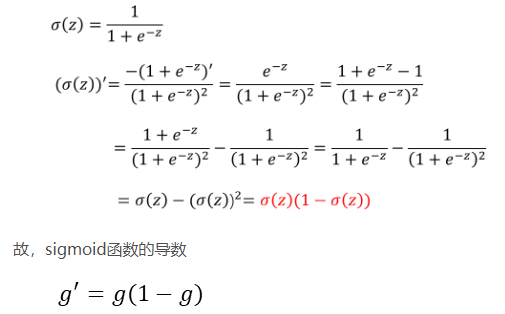 σ(z) = 1 / (1 + e^{−z})
(σ(z))′= −(1 + e^{−z})′ / (1 + e^{−z})² = e^{−z} / (1 + e^{−z})² = (1 + e^{−z} − 1) / (1 + e^{−z})²
= (1 + e^{−z}) / (1 + e^{−z})² − 1 / (1 + e^{−z})² = 1 / (1 + e^{−z}) − 1 / (1 + e^{−z})²
= σ(z) − (σ(z))²= σ(z)(1 − σ(z))
故，sigmoid函数的导数
g′ = g(1 − g)